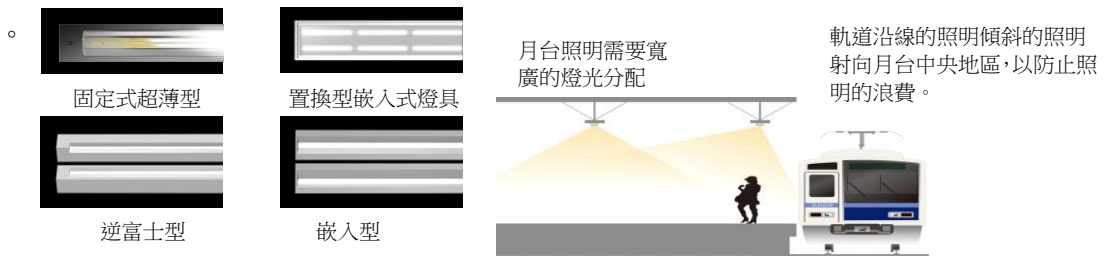 。
固定式超薄型
置換型嵌入式燈具
逆富士型
嵌入型
月台照明需要寬
廣的燈光分配
軌道沿線的照明傾斜的照明
射向月台中央地區，以防止照
明的浪費。